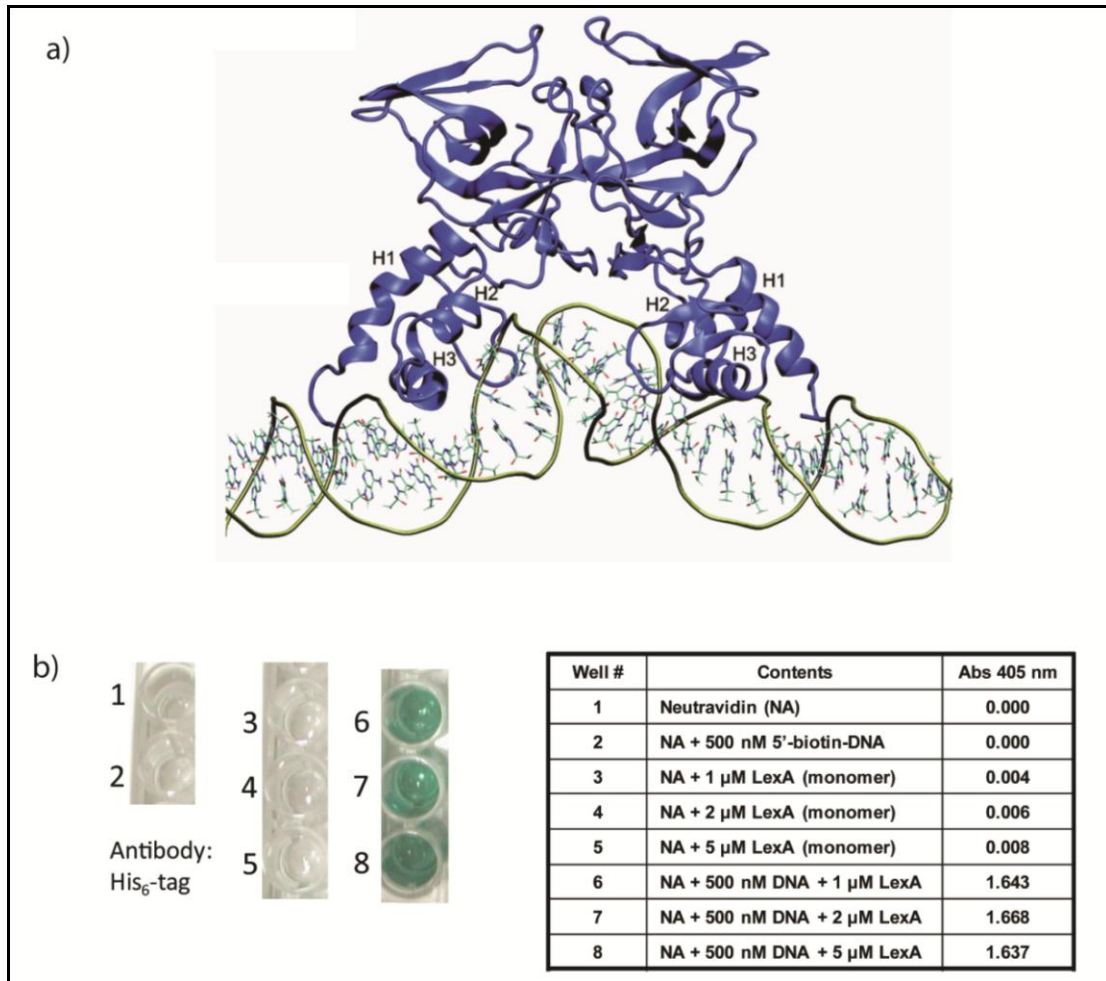 a)
H1
H2
H3
H2
H1
H3
b)
1
2
Antibody:
His₆-tag
3
4
5
6
7
8
Well # Contents Abs 405 nm
1 Neutravidin (NA) 0.000
2 NA + 500 nM 5'-biotin-DNA 0.000
3 NA + 1 µM LexA (monomer) 0.004
4 NA + 2 µM LexA (monomer) 0.006
5 NA + 5 µM LexA (monomer) 0.008
6 NA + 500 nM DNA + 1 µM LexA 1.643
7 NA + 500 nM DNA + 2 µM LexA 1.668
8 NA + 500 nM DNA + 5 µM LexA 1.637